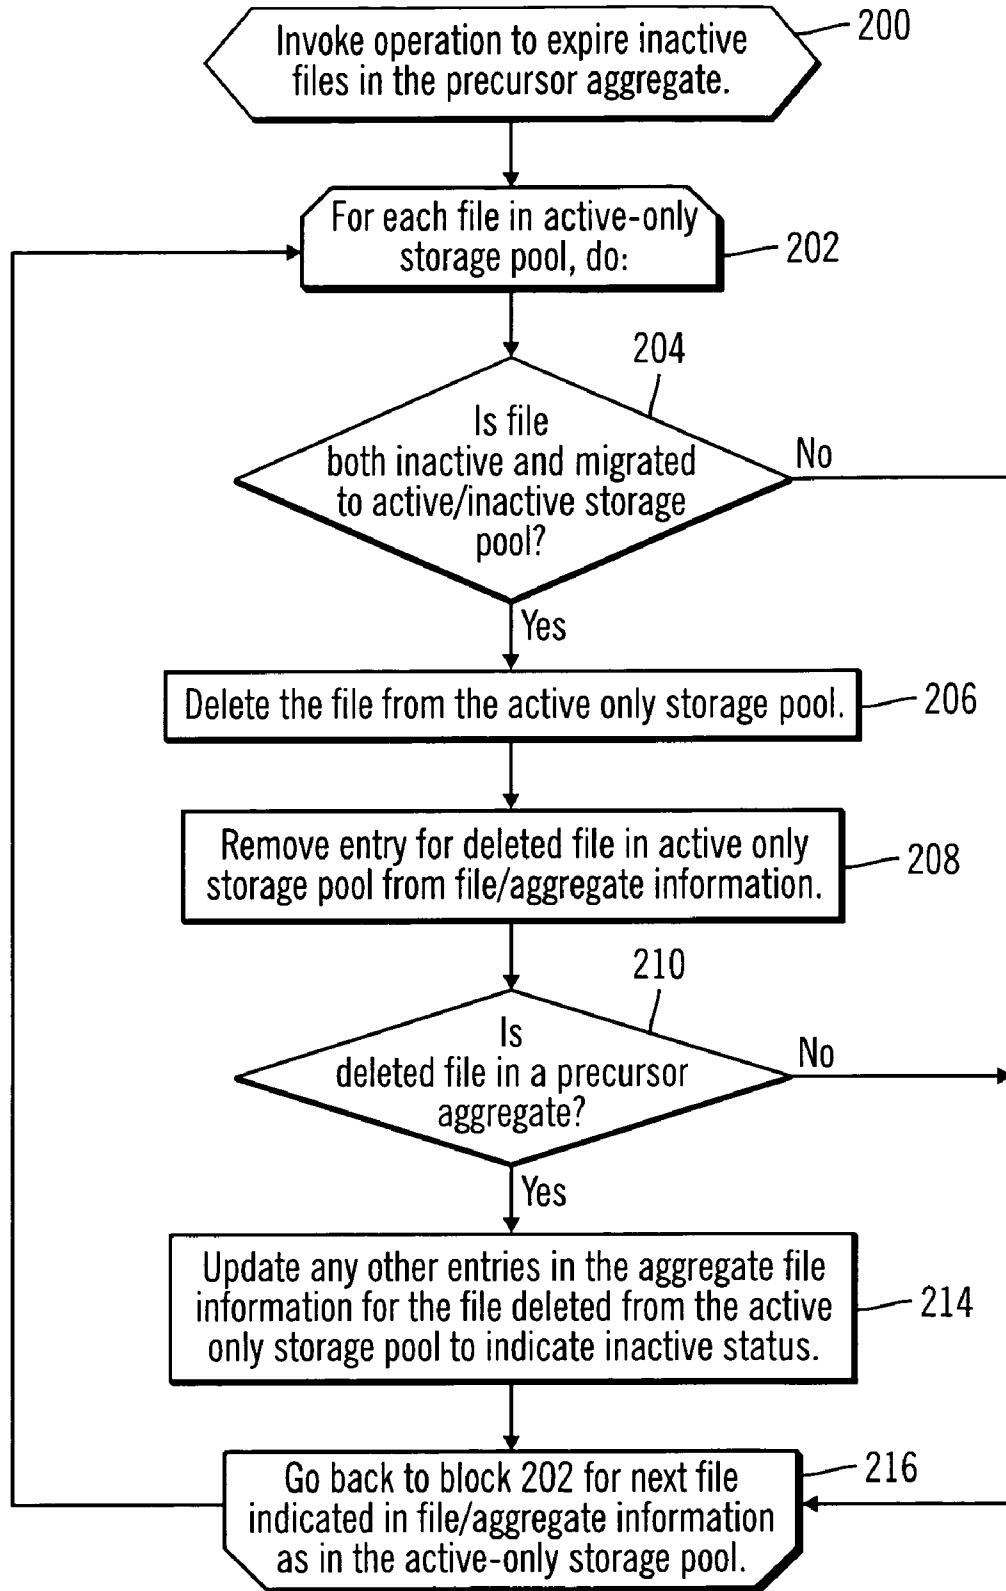 Invoke operation to expire inactive
files in the precursor aggregate.
200
For each file in active-only
storage pool, do:
202
204
Is file
both inactive and migrated
to active/inactive storage
pool?
No
Yes
Delete the file from the active only storage pool.
206
Remove entry for deleted file in active only
storage pool from file/aggregate information.
208
210
Is
deleted file in a precursor
aggregate?
No
Yes
Update any other entries in the aggregate file
information for the file deleted from the active
only storage pool to indicate inactive status.
214
Go back to block 202 for next file
indicated in file/aggregate information
as in the active-only storage pool.
216